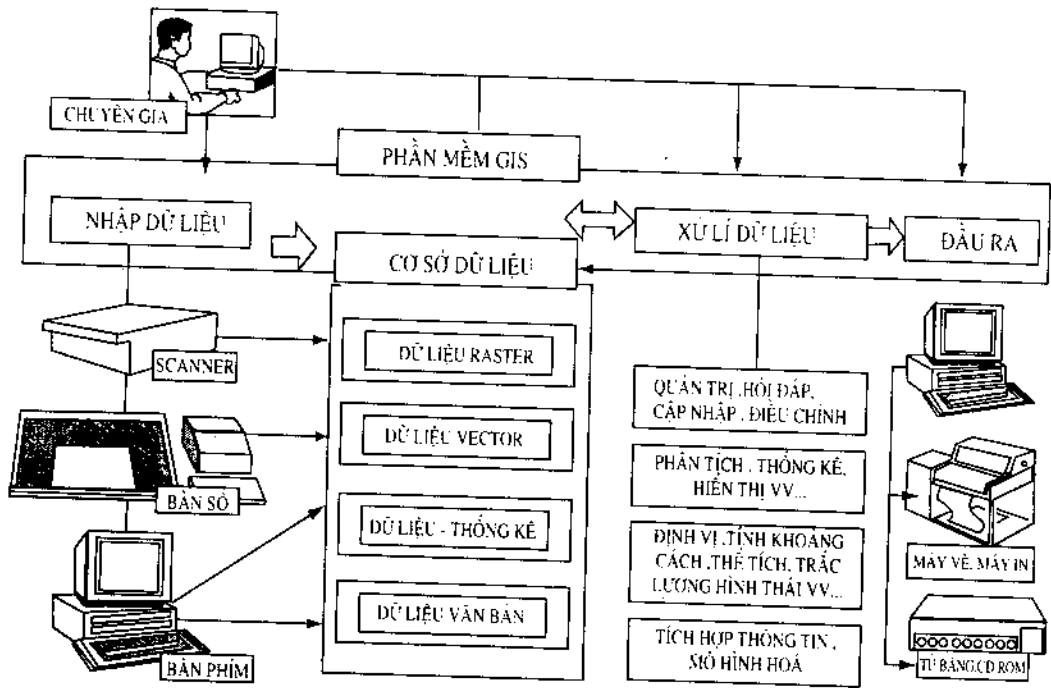 CHUYÊN GIA
PHẦN MỀM GIS
NHẬP DỮ LIỆU
CƠ SỞ DỮ LIỆU
XỬ LÍ DỮ LIỆU
ĐẦU RA
SCANNER
BÀN SỐ
BÀN PHÍM
DỮ LIỆU RASTER
DỮ LIỆU VECTOR
DỮ LIỆU - THỐNG KÊ
DỮ LIỆU VĂN BẢN
QUẢN TRỊ .HỎI ĐÁP,
CẬP NHẬP . ĐIỀU CHỈNH
PHÂN TÍCH . THỐNG KÊ,
HIỂN THỊ VV...
ĐỊNH VỊ .TÍNH KHOẢNG
CÁCH .THỂ TÍCH, TRẮC
LƯỢNG HÌNH THÁI VV...
TÍCH HỢP THÔNG TIN .
MÔ HÌNH HOÁ
MÁY VẼ, MÁY IN
TỪ BĂNG,CD ROM